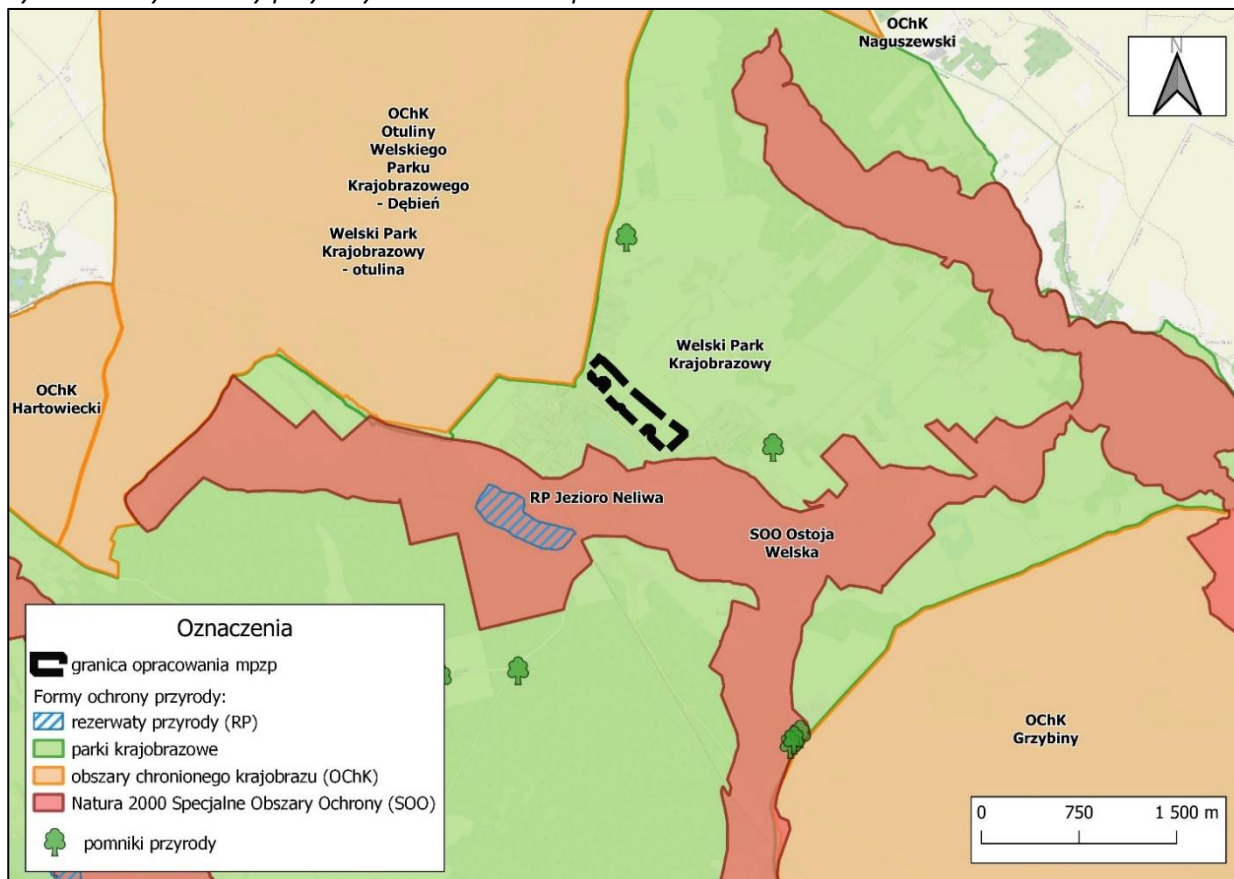 OChK
Naguszewski
N
OChK
Otuliny
Welskiego
Parku
Krajobrazowego
- Dębień
Welski Park
Krajobrazowy
- otulina
Welski Park
Krajobrazowy
OChK
Hartowiecki
RP Jezioro Neliwa
SOO Ostoja
Welska
OChK
Grzybiny
Oznaczenia
granica opracowania mpzp
Formy ochrony przyrody:
rezerwaty przyrody (RP)
parki krajobrazowe
obszary chronionego krajobrazu (OChK)
Natura 2000 Specjalne Obszary Ochrony (SOO)
pomniki przyrody
0 750 1 500 m